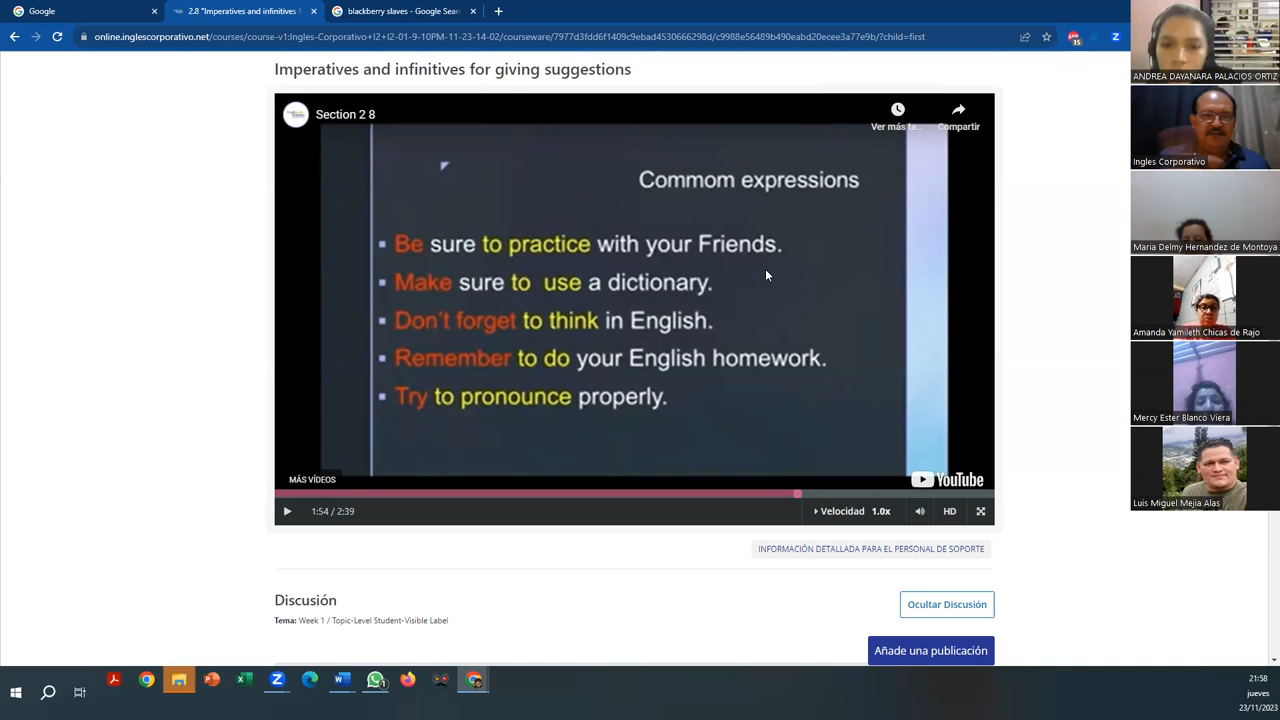 Google
2.8 "Imperatives and infinitives f
blackberry slaves - Google Sear
online.inglescorporativo.net/courses/course-v1:Ingles-Corporativo+I2+I2-01-9-10PM-11-23-14-02/courseware/7977d3fdd6f1409c9ebad4530666298d/c9988e56489b490eabd20ecee3a77e9b/?child=first
15
Imperatives and infinitives for giving suggestions
Section 2 8
Ver más ta...
Compartir
Commom expressions
▪ Be sure to practice with your Friends.
▪ Make sure to use a dictionary.
▪ Don't forget to think in English.
▪ Remember to do your English homework.
▪ Try to pronounce properly.
MÁS VÍDEOS
YouTube
1:54 / 2:39
Velocidad 1.0x
HD
INFORMACIÓN DETALLADA PARA EL PERSONAL DE SOPORTE
Discusión
Ocultar Discusión
Tema: Week 1 / Topic-Level Student-Visible Label
Añade una publicación
ANDREA DAYANARA PALACIOS ORTIZ
Ingles Corporativo
Maria Delmy Hernandez de Montoya
Amanda Yamileth Chicas de Rajo
Mercy Ester Blanco Viera
Luis Miguel Mejía Alas
21:58
jueves
23/11/2023